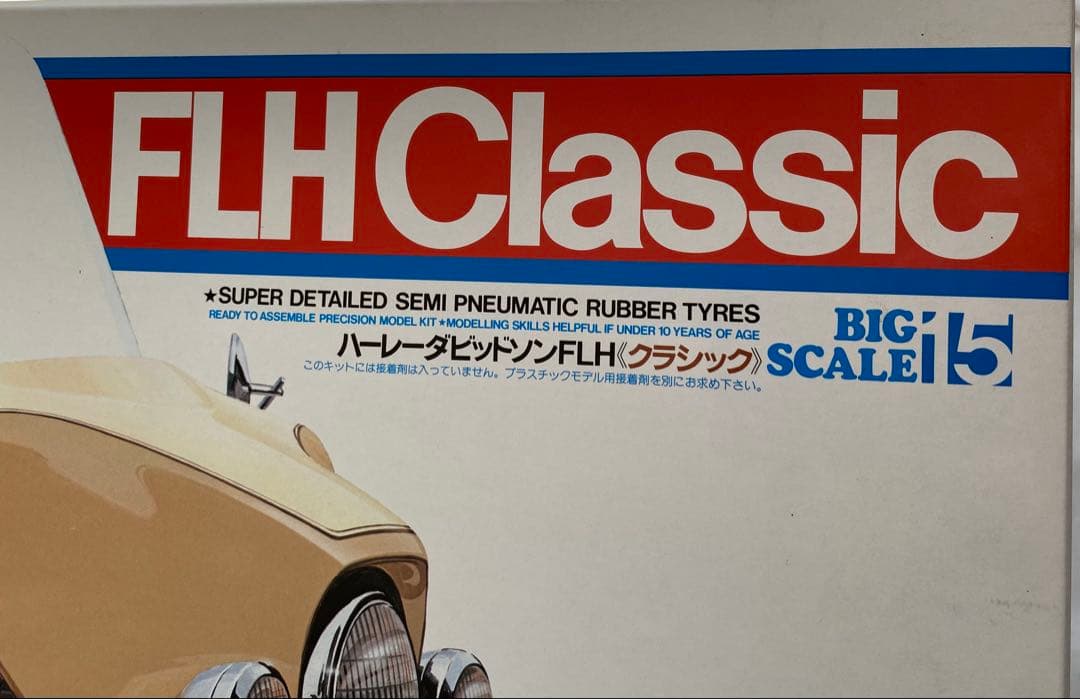 FLH Classic
★SUPER DETAILED SEMI PNEUMATIC RUBBER TYRES
READY TO ASSEMBLE PRECISION MODEL KIT ★MODELLING SKILLS HELPFUL IF UNDER 10 YEARS OF AGE
ハーレーダビッドソンFLH《クラシック》
このキットには接着剤は入っていません。プラスチックモデル用接着剤を別にお求め下さい。
BIG
SCALE
15